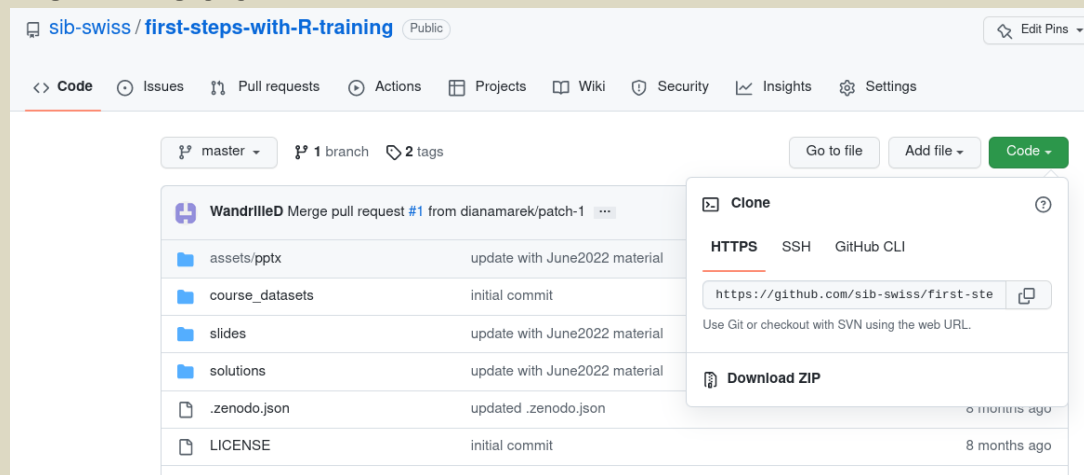 sib-swiss / first-steps-with-R-training Public
Edit Pins
Code Issues Pull requests Actions Projects Wiki Security Insights Settings
master 1 branch 2 tags Go to file Add file Code
WandrilleD Merge pull request #1 from dianamarek/patch-1 ...
Clone
HTTPS SSH GitHub CLI
https://github.com/sib-swiss/first-ste
Use Git or checkout with SVN using the web URL.
Download ZIP
assets/pptx update with June2022 material
course_datasets initial commit
slides update with June2022 material
solutions update with June2022 material
.zenodo.json updated .zenodo.json 8 months ago
LICENSE initial commit 8 months ago